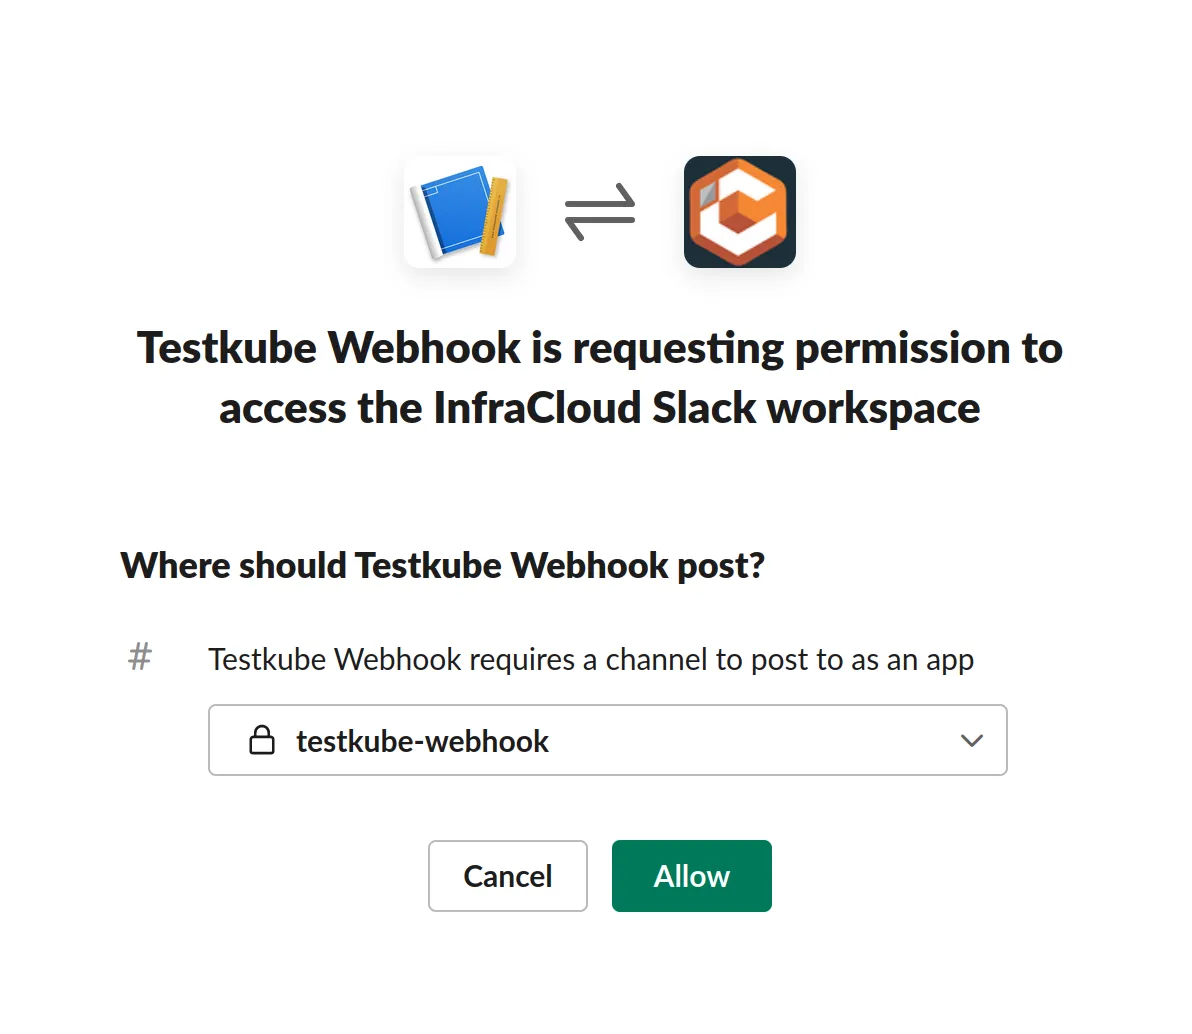 Testkube Webhook is requesting permission to
access the InfraCloud Slack workspace
Where should Testkube Webhook post?
# Testkube Webhook requires a channel to post to as an app
testkube-webhook
Cancel Allow